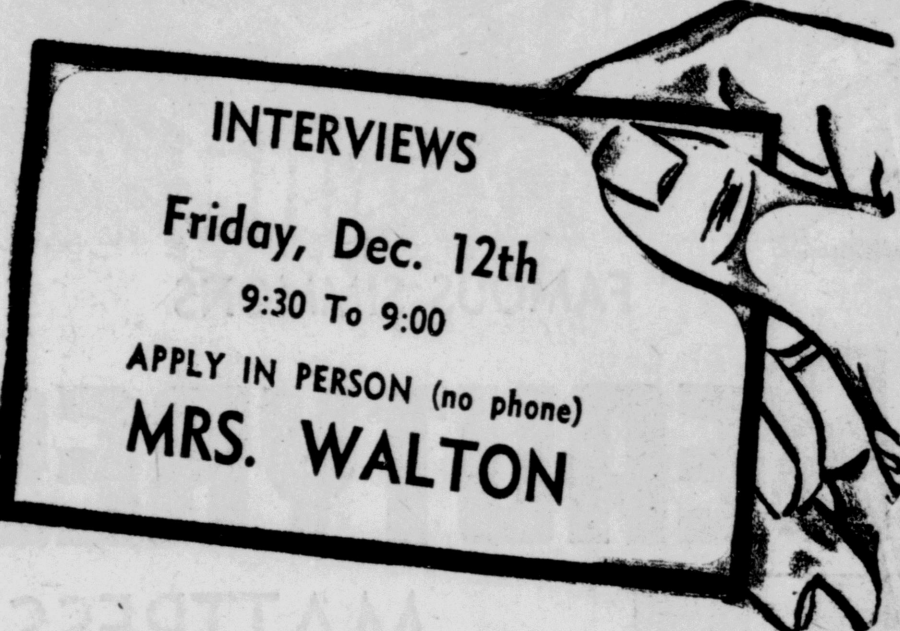 INTERVIEWS
Friday, Dec. 12th
9:30 To 9:00
APPLY IN PERSON (no phone)
MRS. WALTON